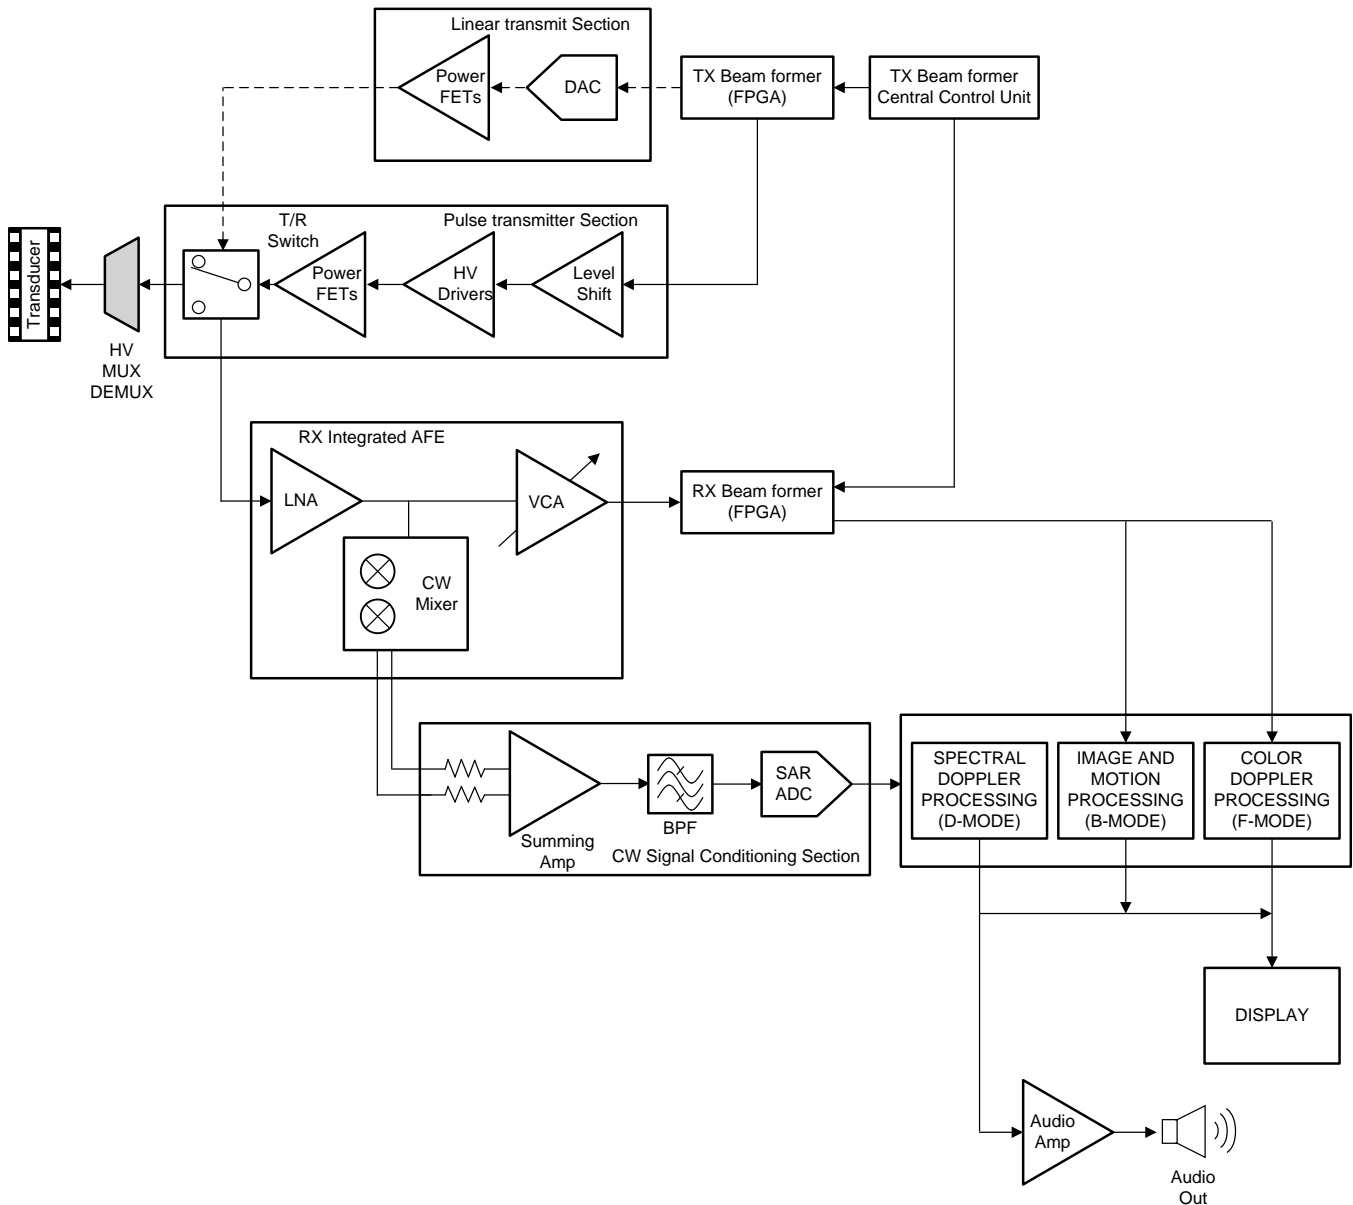 Linear transmit Section
Power
FETs
DAC
TX Beam former
(FPGA)
TX Beam former
Central Control Unit
T/R
Switch
Pulse transmitter Section
Transducer
Power
FETs
HV
Drivers
Level
Shift
HV
MUX
DEMUX
RX Integrated AFE
LNA
VCA
RX Beam former
(FPGA)
CW
Mixer
SAR
ADC
BPF
Summing
Amp
CW Signal Conditioning Section
SPECTRAL
DOPPLER
PROCESSING
(D-MODE)
IMAGE AND
MOTION
PROCESSING
(B-MODE)
COLOR
DOPPLER
PROCESSING
(F-MODE)
DISPLAY
Audio
Amp
Audio
Out